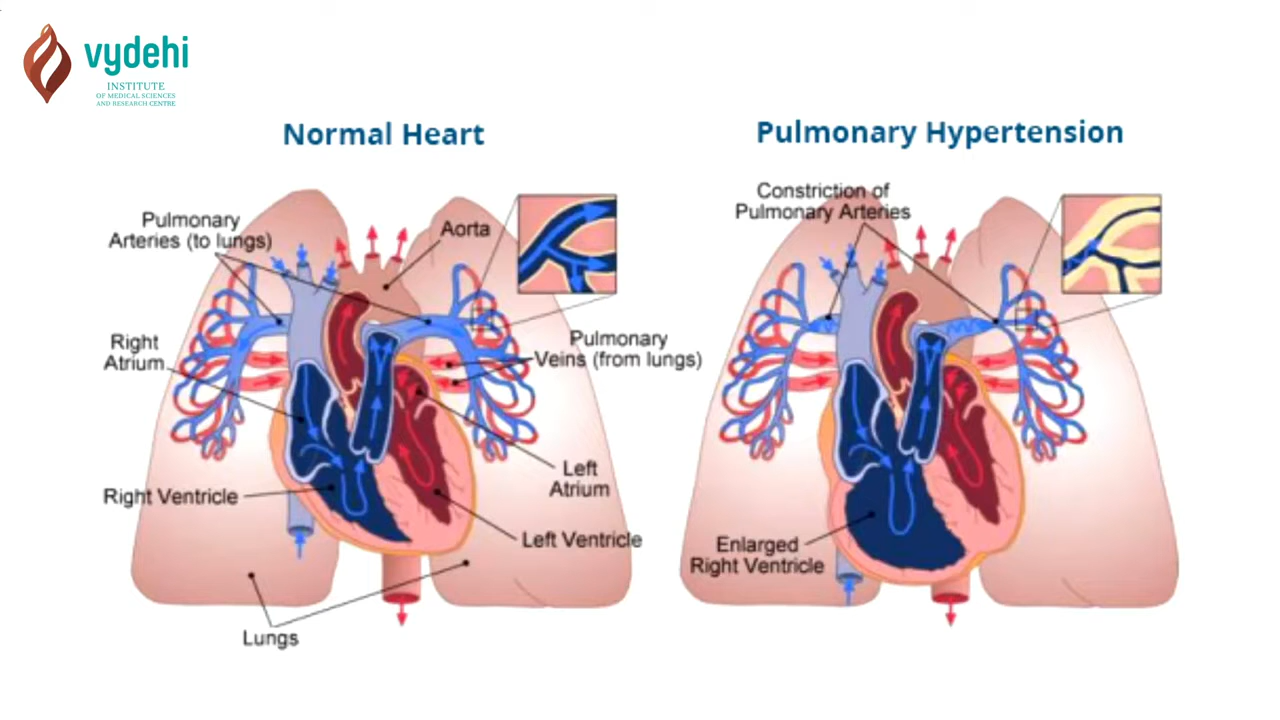 vydehi
INSTITUTE
OF MEDICAL SCIENCES
AND RESEARCH CENTRE
Normal Heart
Pulmonary
Arteries (to lungs)
Aorta
Right
Atrium
Pulmonary
Veins (from lungs)
Right Ventricle
Left
Atrium
Left Ventricle
Lungs
Pulmonary Hypertension
Constriction of
Pulmonary Arteries
Enlarged
Right Ventricle